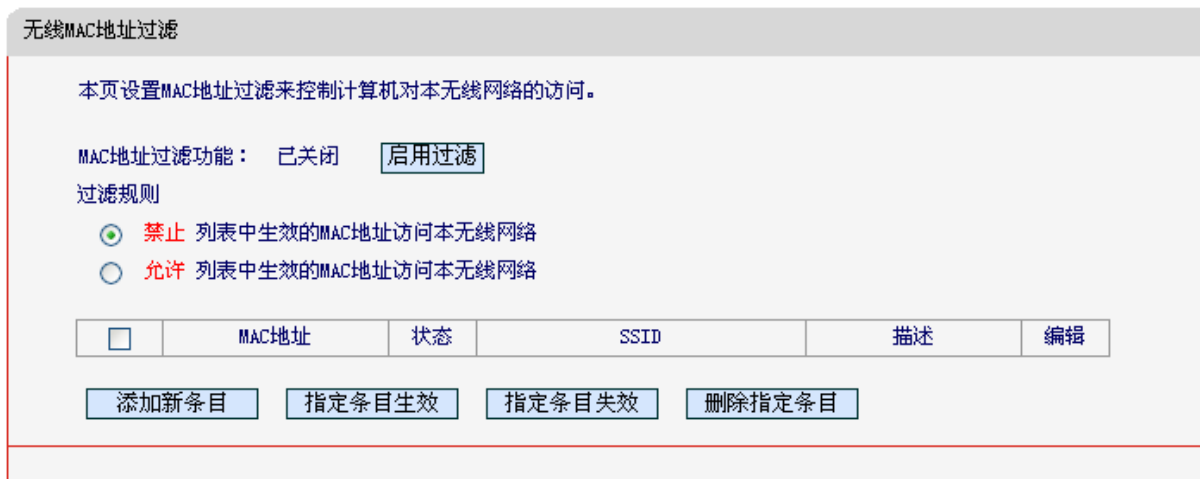 无线MAC地址过滤
本页设置MAC地址过滤来控制计算机对本无线网络的访问。
MAC地址过滤功能： 已关闭 启用过滤
过滤规则
禁止 列表中生效的MAC地址访问本无线网络
允许 列表中生效的MAC地址访问本无线网络
MAC地址 状态 SSID 描述 编辑
添加新条目 指定条目生效 指定条目失效 删除指定条目